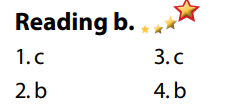 Reading b.
1. c 3. c
2. b 4. b